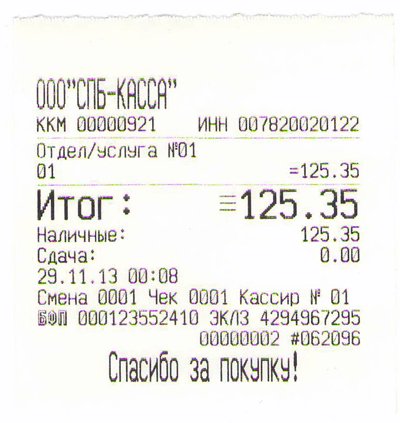 ООО"СПБ-КАССА"
ККМ 00000921 ИНН 007820020122
Отдел/услуга №01
01 =125.35
Итог: =125.35
Наличные: 125.35
Сдача: 0.00
29.11.13 00:08
Смена 0001 Чек 0001 Кассир № 01
БФП 000123552410 ЭКЛЗ 4294967295
00000002 #062096
Спасибо за покупку!